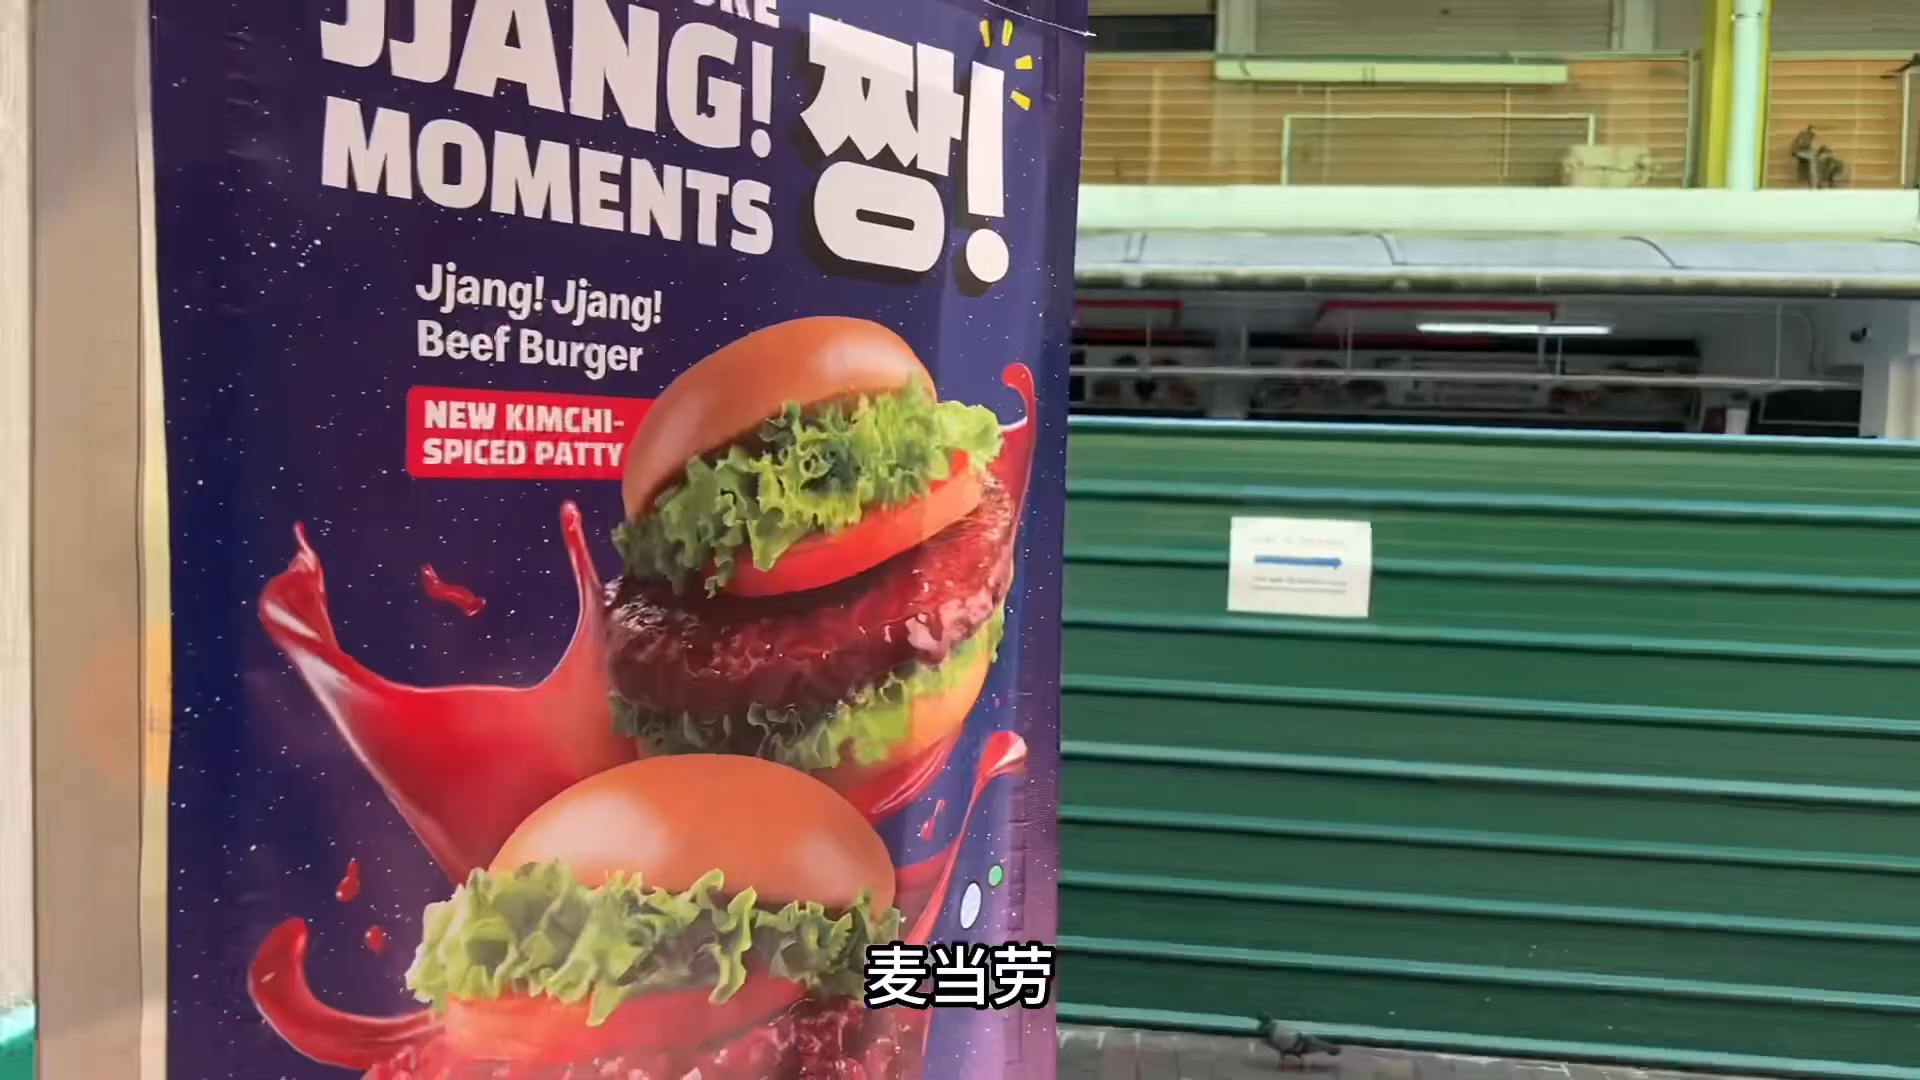 JJANG!
MOMENTS
짱!
Jjang! Jjang!
Beef Burger
NEW KIMCHI-
SPICED PATTY
麦当劳